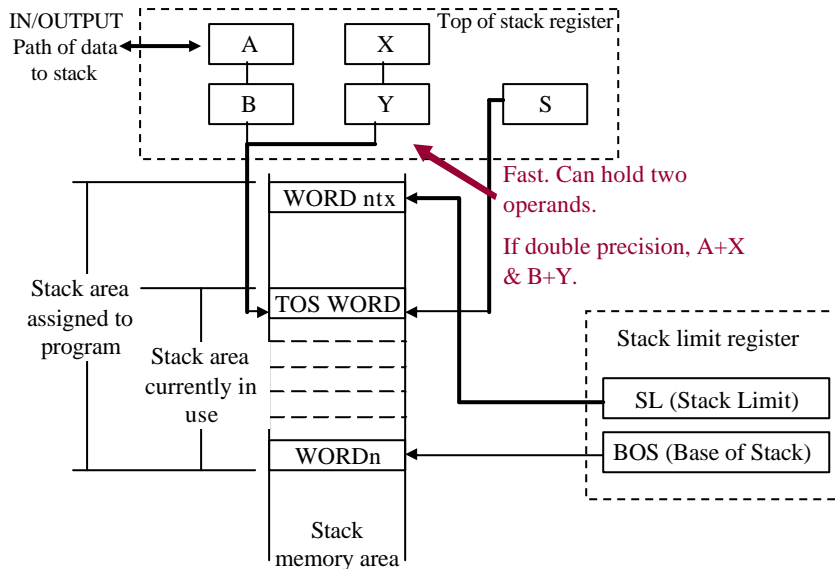 IN/OUTPUT
Path of data
to stack
Top of stack register
A
X
B
Y
S
Fast. Can hold two
operands.
If double precision, A+X
& B+Y.
WORD ntx
TOS WORD
Stack area
assigned to
program
Stack area
currently in
use
Stack limit register
SL (Stack Limit)
BOS (Base of Stack)
WORDn
Stack
memory area